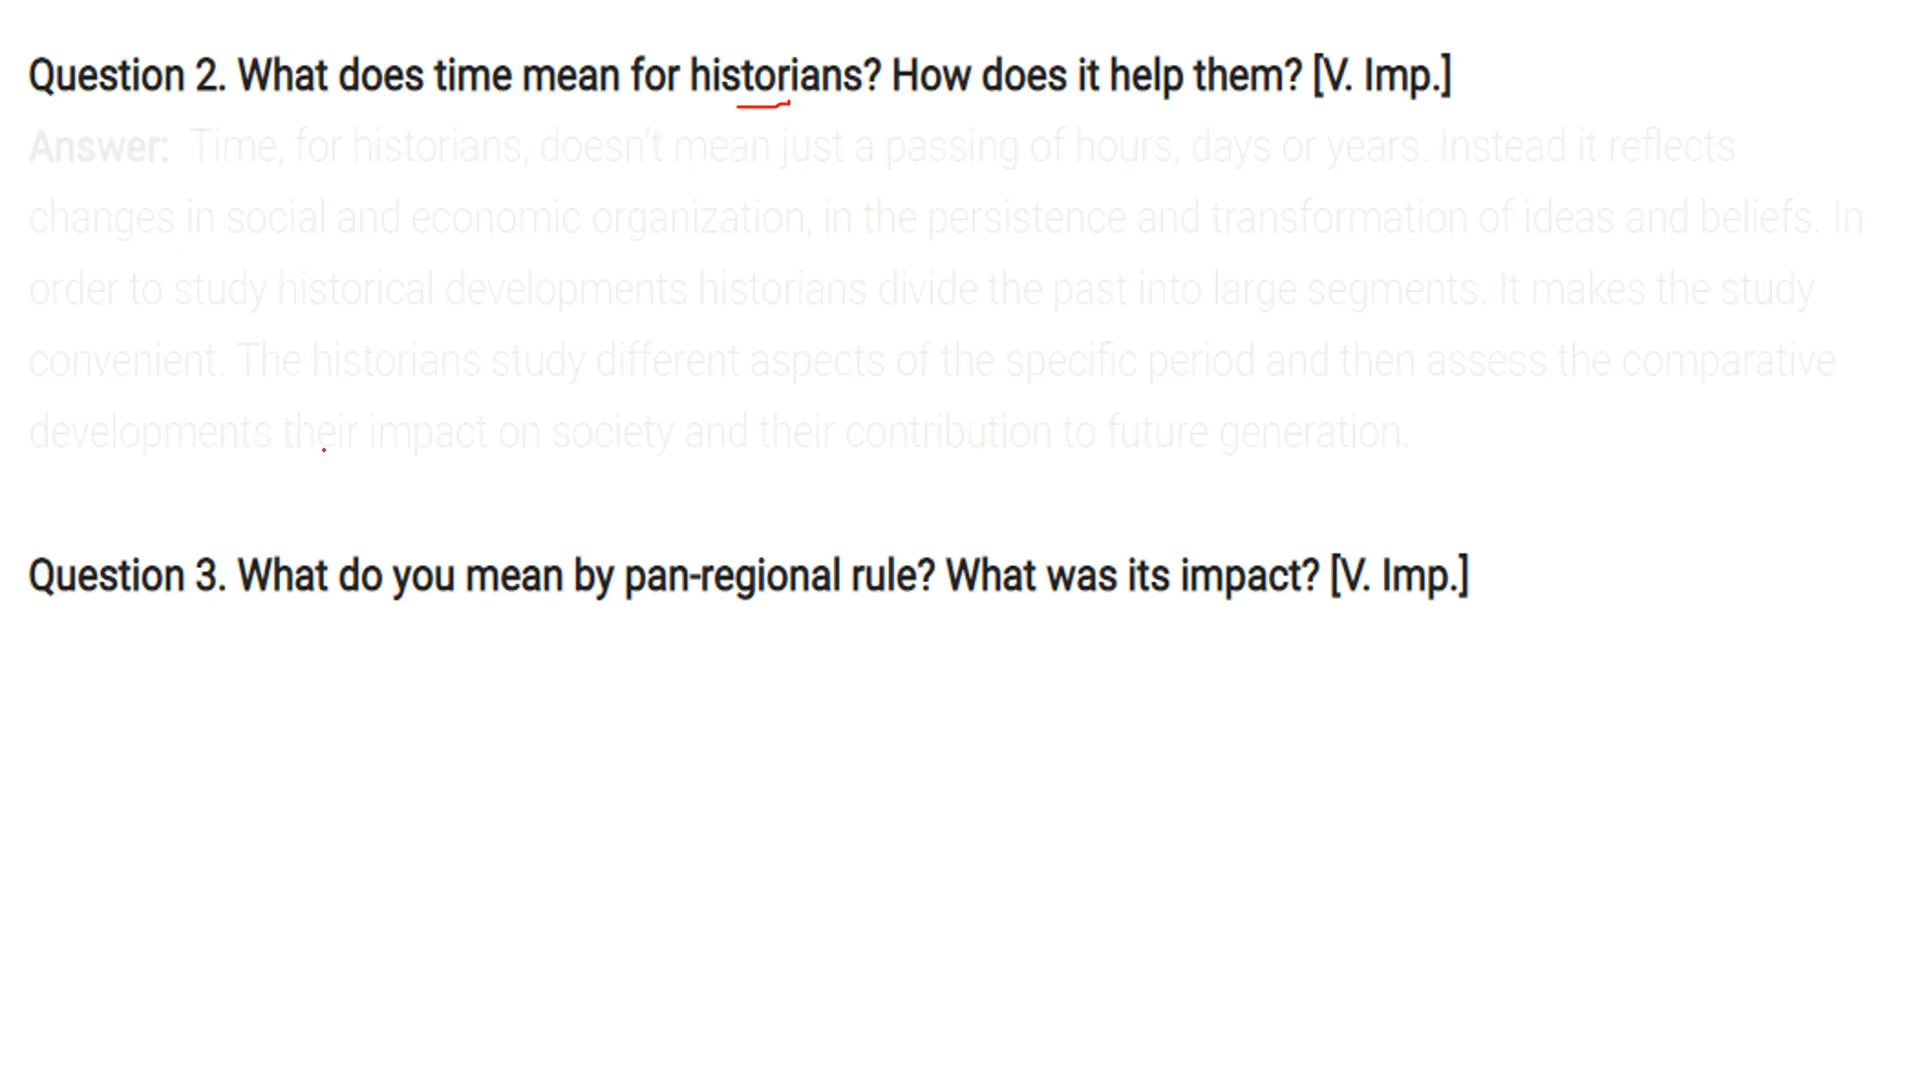 Question 2. What does time mean for historians? How does it help them? [V. Imp.]
Answer: Time, for historians, doesn't mean just a passing of hours, days or years. Instead it reflects
changes in social and economic organization, in the persistence and transformation of ideas and beliefs. In
order to study historical developments historians divide the past into large segments. It makes the study
convenient. The historians study different aspects of the specific period and then assess the comparative
developments their impact on society and their contribution to future generation.
Question 3. What do you mean by pan-regional rule? What was its impact? [V. Imp.]